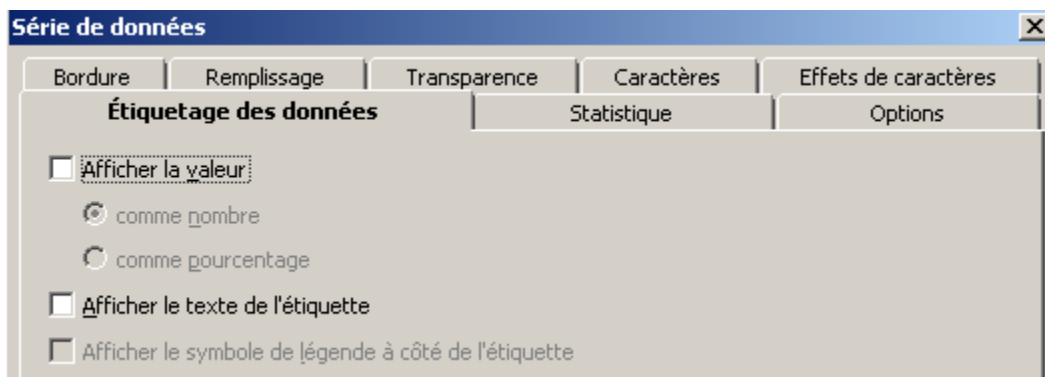 Série de données
Bordure Remplissage Transparence Caractères Effets de caractères
Étiquetage des données Statistique Options
Afficher la valeur
comme nombre
comme pourcentage
Afficher le texte de l'étiquette
Afficher le symbole de légende à côté de l'étiquette